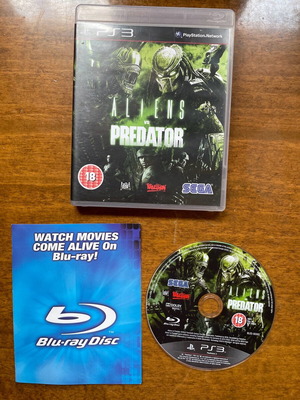 PS3
PlayStation.Network
ALIENS
VS
PREDATOR
18
Rebellion
SEGA
WATCH MOVIES
COME ALIVE On
Blu-ray!
Blu-ray Disc
SEGA
Rebellion
ALIENS
PREDATOR
DOLBY
18
PS3